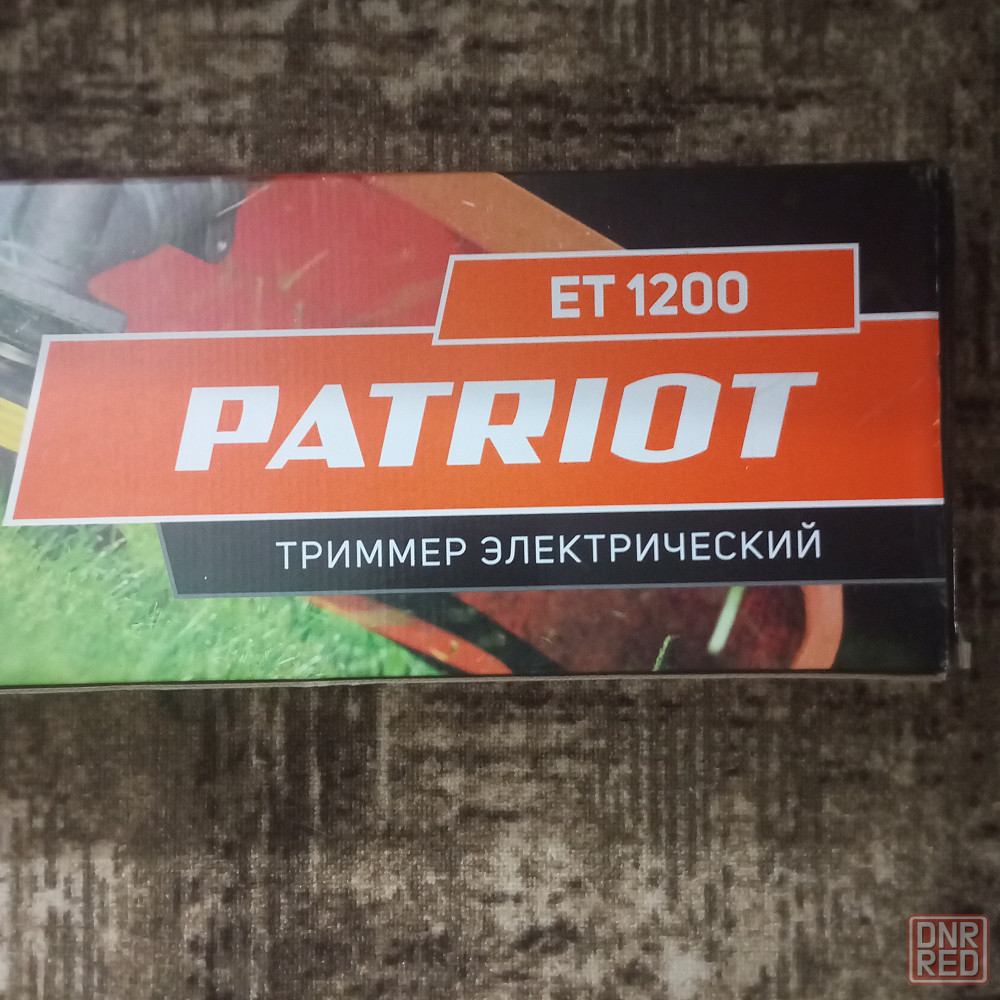 ET 1200
PATRIOT
ТРИММЕР ЭЛЕКТРИЧЕСКИЙ
DNR
RED